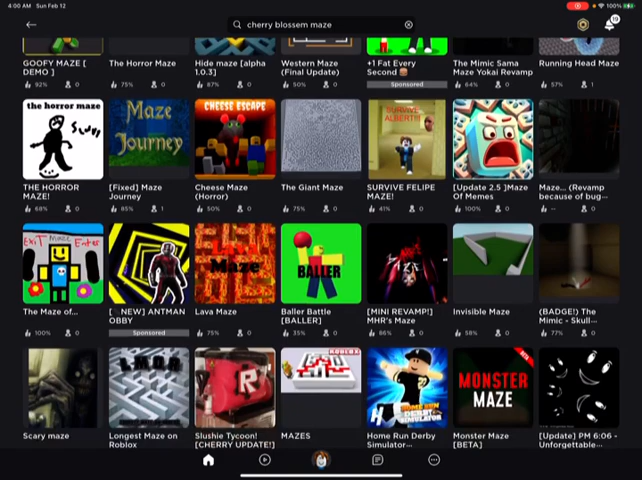 4:00 AM Sun Feb 12
100%
cherry blossem maze
19
GOOFY MAZE [ DEMO ]
The Horror Maze
Hide maze [alpha 1.0.3]
Western Maze (Final Update)
+1 Fat Every Second
The Mimic Sama Maze Yokai Revamp
Running Head Maze
92% 0
75% 0
87% 0
50% 0
Sponsored
64% 0
57% 1
the horror maze
Maze Journey
CHEESE ESCAPE
SURVIVE ALBERT!!!
THE HORROR MAZE!
[Fixed] Maze Journey
Cheese Maze (Horror)
The Giant Maze
SURVIVE FELIPE MAZE!
[Update 2.5 ]Maze Of Memes
Maze... (Revamp because of bug...
68% 0
85% 1
50% 0
75% 0
41% 0
100% 0
-- 0
EXIT Maze Enter
Lava Maze
BALLER
The Maze of...
[ NEW] ANTMAN OBBY
Lava Maze
Baller Battle [BALLER]
[MINI REVAMP!] MHR's Maze
Invisible Maze
(BADGE!) The Mimic - Skull...
100% 0
Sponsored
75% 0
35% 0
86% 0
58% 0
77% 0
ROBLOX
HOME RUN DERBY SIMULATOR
BETA
MONSTER MAZE
Scary maze
Longest Maze on Roblox
Slushie Tycoon! [CHERRY UPDATE!]
MAZES
Home Run Derby Simulator...
Monster Maze [BETA]
[Update] PM 6:06 - Unforgettable...